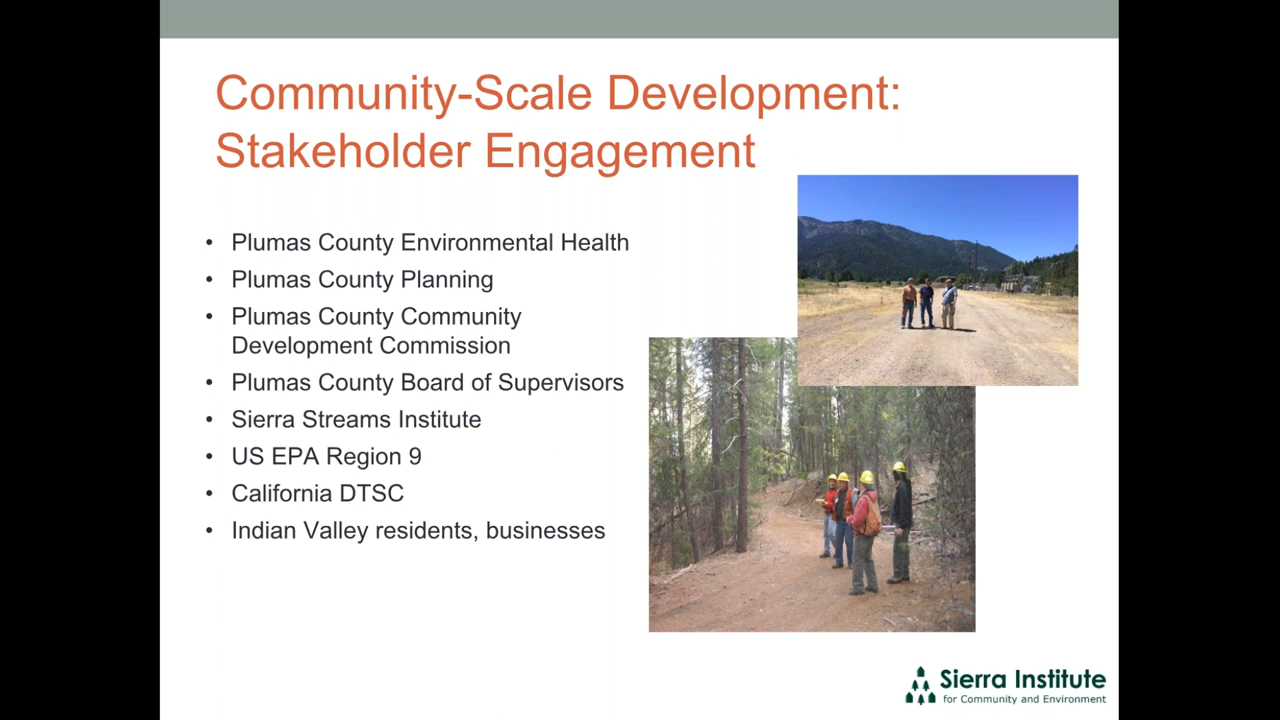 Community-Scale Development:
Stakeholder Engagement
• Plumas County Environmental Health
• Plumas County Planning
• Plumas County Community
Development Commission
• Plumas County Board of Supervisors
• Sierra Streams Institute
• US EPA Region 9
• California DTSC
• Indian Valley residents, businesses
Sierra Institute
for Community and Environment